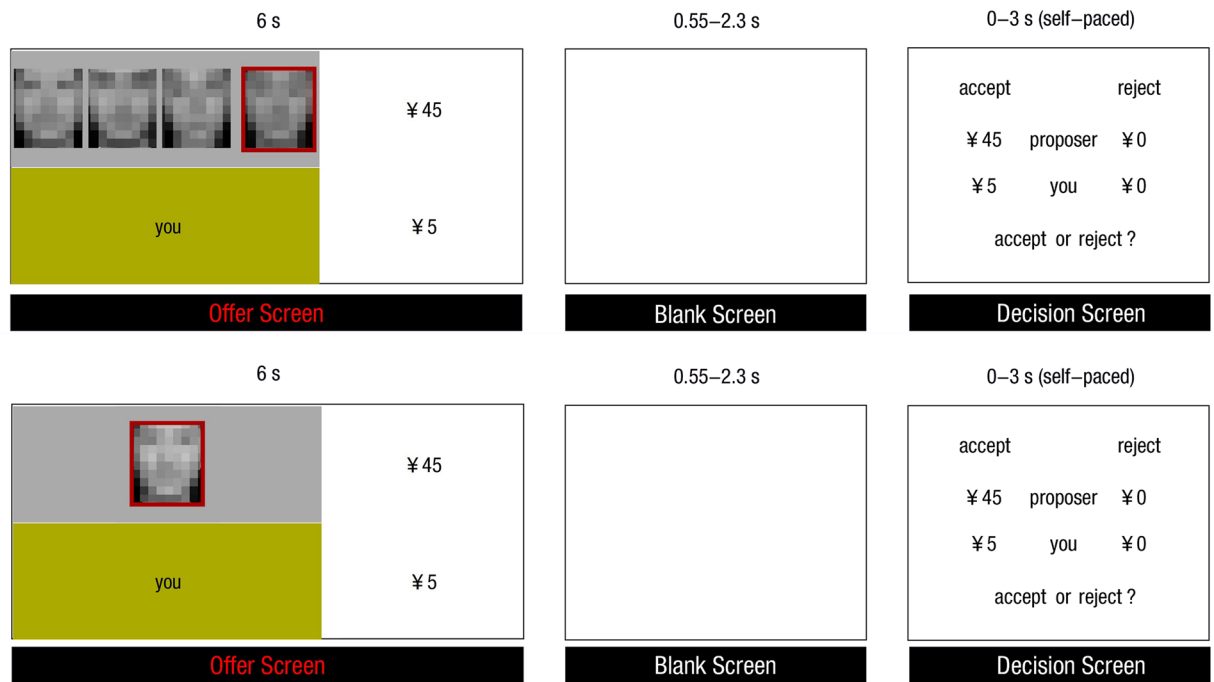 6 s
0.55–2.3 s
0–3 s (self–paced)
¥ 45
you
¥ 5
accept reject
¥ 45 proposer ¥ 0
¥ 5 you ¥ 0
accept or reject ?
Offer Screen
Blank Screen
Decision Screen
6 s
0.55–2.3 s
0–3 s (self–paced)
¥ 45
you
¥ 5
accept reject
¥ 45 proposer ¥ 0
¥ 5 you ¥ 0
accept or reject ?
Offer Screen
Blank Screen
Decision Screen